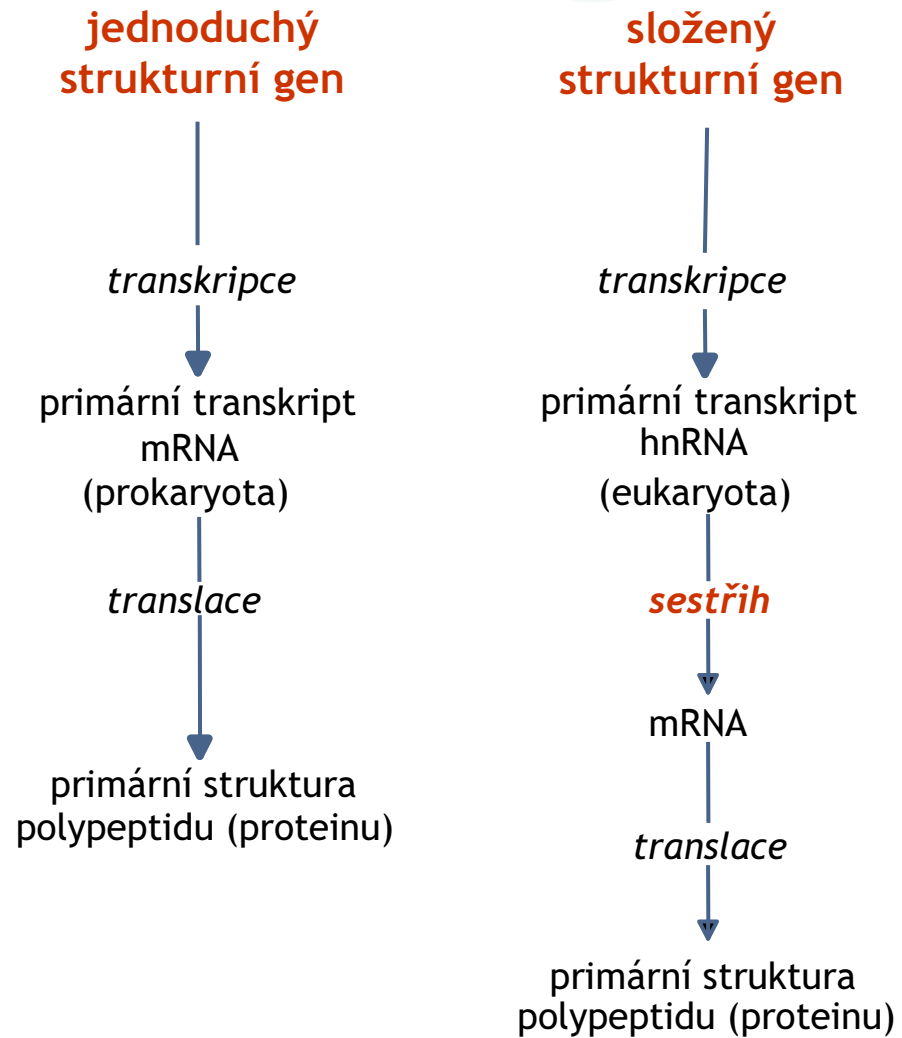 jednoduchý
strukturní gen
transkripce
primární transkript
mRNA
(prokaryota)
translace
primární struktura
polypeptidu (proteinu)
složený
strukturní gen
transkripce
primární transkript
hnRNA
(eukaryota)
sestřih
mRNA
translace
primární struktura
polypeptidu (proteinu)